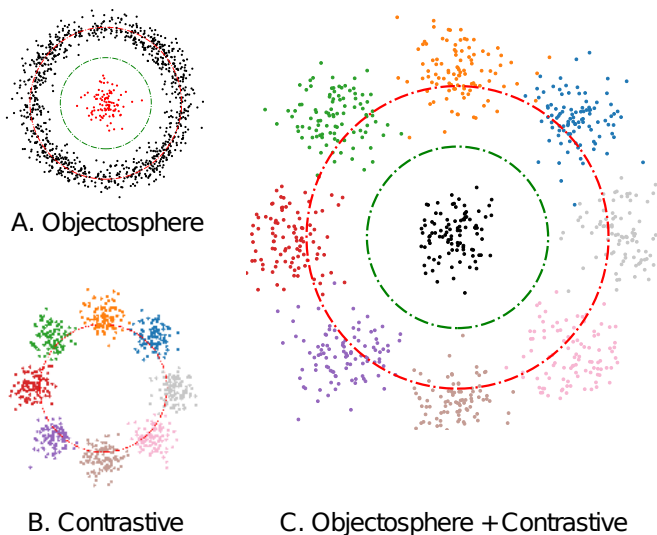 A. Objectosphere
B. Contrastive
C. Objectosphere + Contrastive